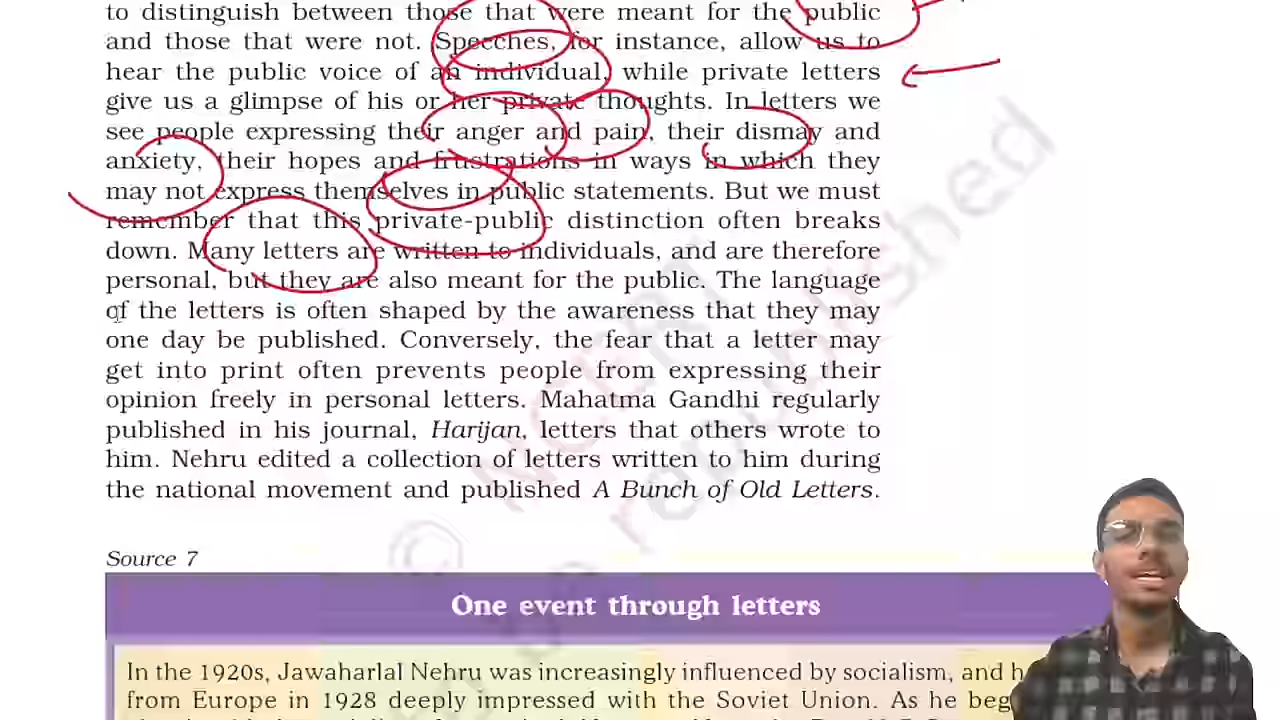 to distinguish between those that were meant for the public
and those that were not. Speeches, for instance, allow us to
hear the public voice of an individual, while private letters
give us a glimpse of his or her private thoughts. In letters we
see people expressing their anger and pain, their dismay and
anxiety, their hopes and frustrations in ways in which they
may not express themselves in public statements. But we must
remember that this private-public distinction often breaks
down. Many letters are written to individuals, and are therefore
personal, but they are also meant for the public. The language
of the letters is often shaped by the awareness that they may
one day be published. Conversely, the fear that a letter may
get into print often prevents people from expressing their
opinion freely in personal letters. Mahatma Gandhi regularly
published in his journal, Harijan, letters that others wrote to
him. Nehru edited a collection of letters written to him during
the national movement and published A Bunch of Old Letters.
Source 7
One event through letters
In the 1920s, Jawaharlal Nehru was increasingly influenced by socialism, and
from Europe in 1928 deeply impressed with the Soviet Union. As he
© NCERT
republished